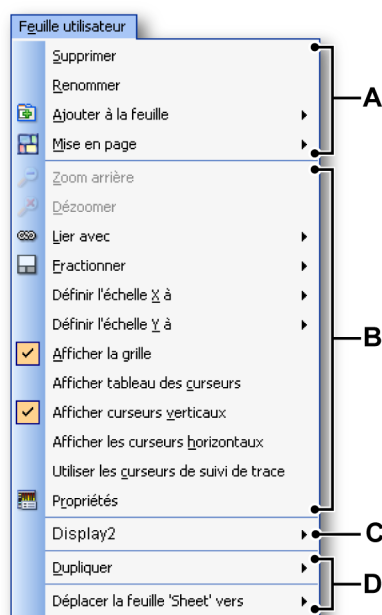 Feuille utilisateur
Supprimer
Renommer
Ajouter à la feuille
Mise en page
A
Zoom arrière
Dézoomer
Lier avec
Fractionner
Définir l'échelle X à
Définir l'échelle Y à
Afficher la grille
B
Afficher tableau des curseurs
Afficher curseurs verticaux
Afficher les curseurs horizontaux
Utiliser les curseurs de suivi de trace
Propriétés
Display2
C
Dupliquer
D
Déplacer la feuille 'Sheet' vers